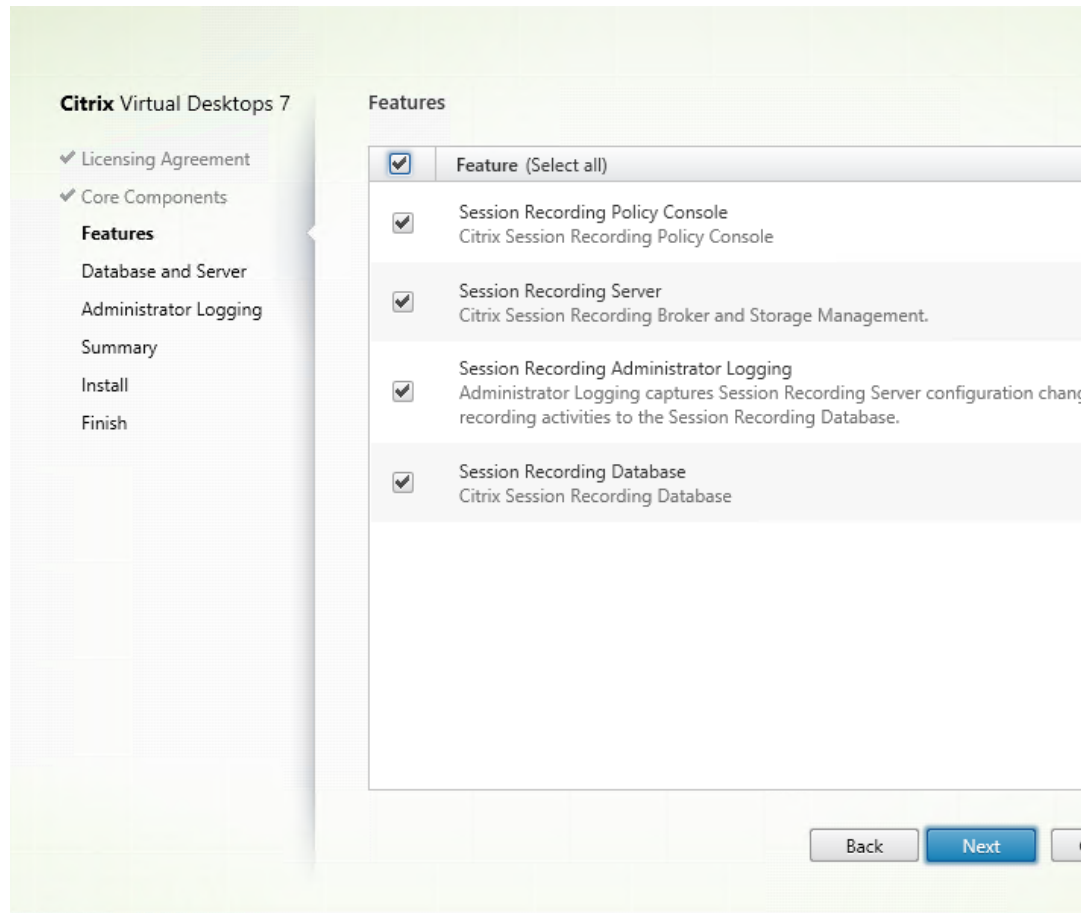 Citrix Virtual Desktops 7
Licensing Agreement
Core Components
Features
Database and Server
Administrator Logging
Summary
Install
Finish
Features
Feature (Select all)
Session Recording Policy Console
Citrix Session Recording Policy Console
Session Recording Server
Citrix Session Recording Broker and Storage Management.
Session Recording Administrator Logging
Administrator Logging captures Session Recording Server configuration
recording activities to the Session Recording Database.
Session Recording Database
Citrix Session Recording Database
Back
Next